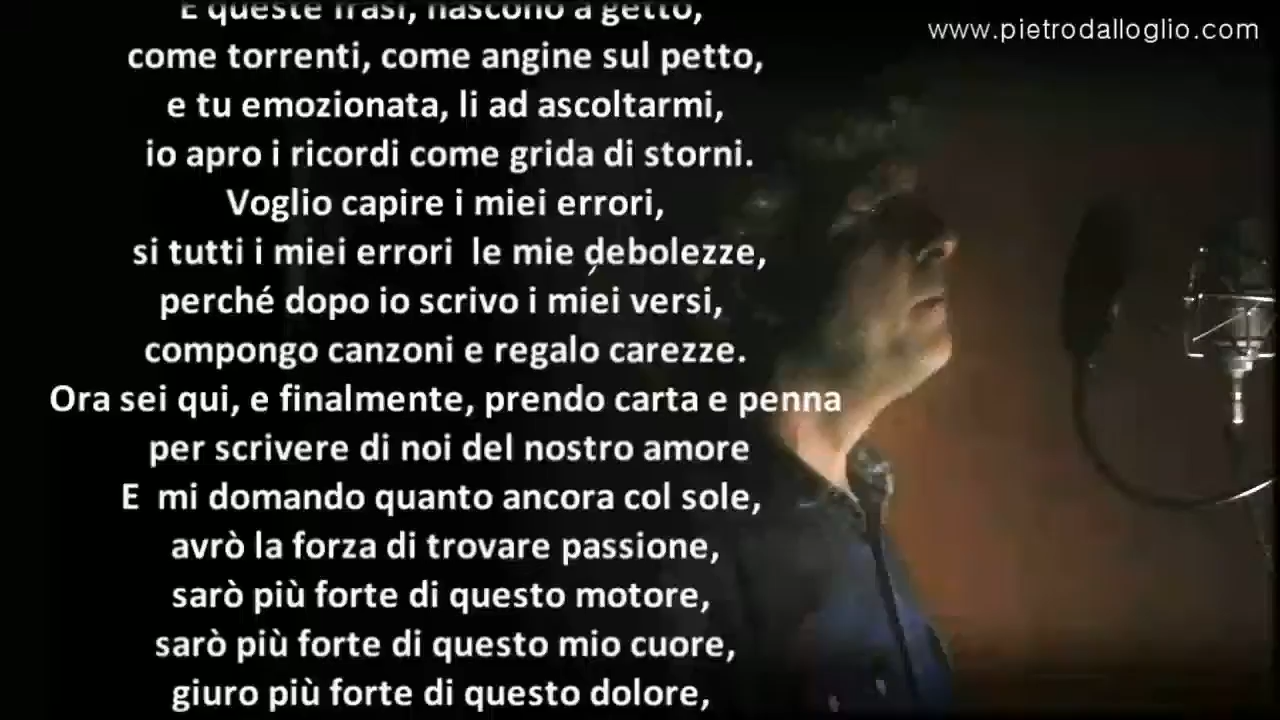 www.pietrodalloglio.com
E queste frasi, nascono a getto,
come torrenti, come angine sul petto,
e tu emozionata, li ad ascoltarmi,
io apro i ricordi come grida di storni.
Voglio capire i miei errori,
si tutti i miei errori  le mie debolezze,
perché dopo io scrivo i miei versi,
compongo canzoni e regalo carezze.
Ora sei qui, e finalmente, prendo carta e penna
per scrivere di noi del nostro amore
E  mi domando quanto ancora col sole,
avrò la forza di trovare passione,
sarò più forte di questo motore,
sarò più forte di questo mio cuore,
giuro più forte di questo dolore,